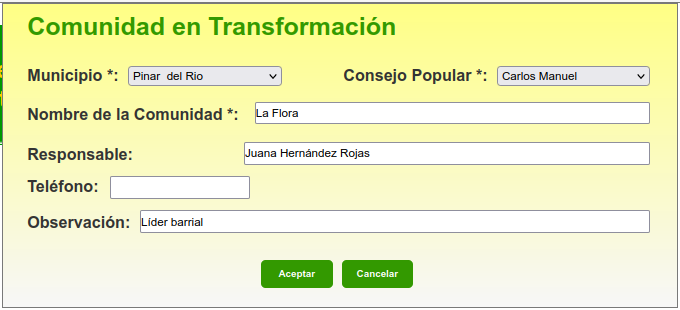 Comunidad en Transformación
Municipio *: Pinar del Rio Consejo Popular *: Carlos Manuel
Nombre de la Comunidad *: La Flora
Responsable: Juana Hernández Rojas
Teléfono:
Observación: Líder barrial
Aceptar Cancelar